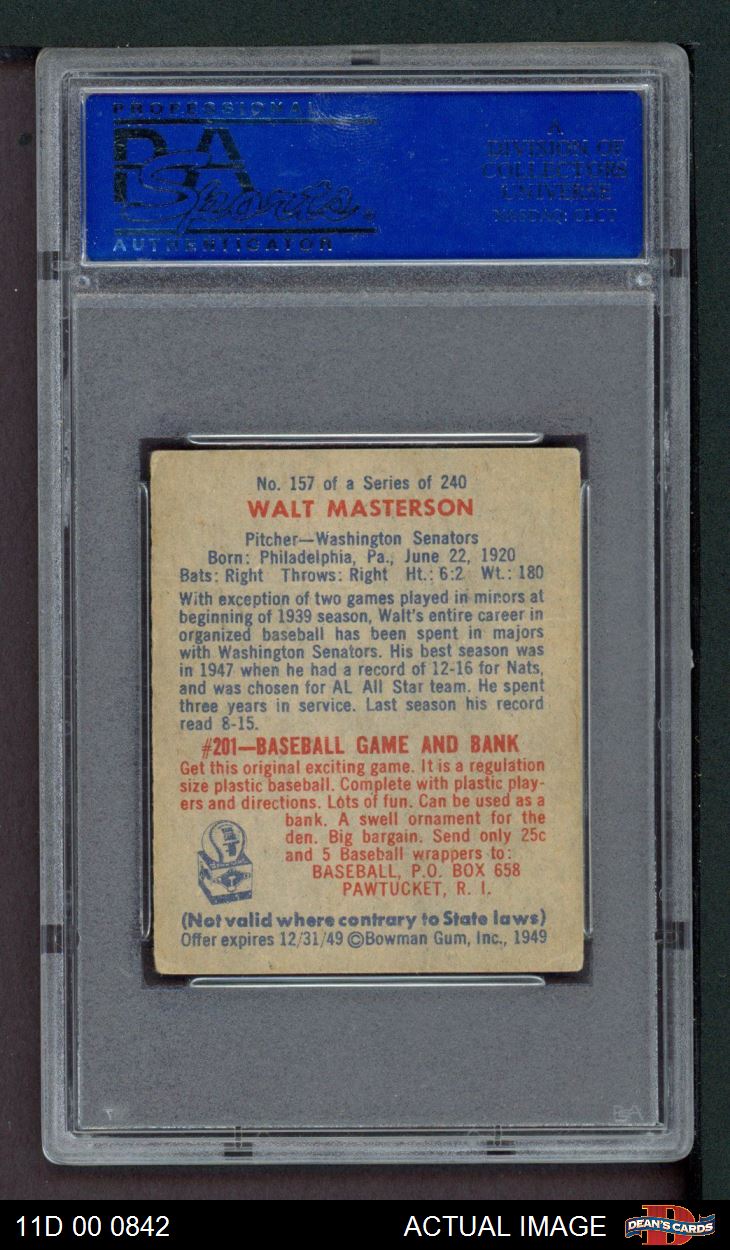 PROFESSIONAL
PSA
Sports
AUTHENTICATOR
A
DIVISION OF
COLLECTORS
UNIVERSE
NASDAQ: CLCT
No. 157 of a Series of 240
WALT MASTERSON
Pitcher—Washington Senators
Born: Philadelphia, Pa., June 22, 1920
Bats: Right Throws: Right Ht.: 6:2 Wt.: 180
With exception of two games played in minors at
beginning of 1939 season, Walt's entire career in
organized baseball has been spent in majors
with Washington Senators. His best season was
in 1947 when he had a record of 12-16 for Nats,
and was chosen for AL All Star team. He spent
three years in service. Last season his record
read 8-15.
#201—BASEBALL GAME AND BANK
Get this original exciting game. It is a regulation
size plastic baseball. Complete with plastic play-
ers and directions. Lots of fun. Can be used as a
bank. A swell ornament for the
den. Big bargain. Send only 25c
and 5 Baseball wrappers to:
BASEBALL, P.O. BOX 658
PAWTUCKET, R. I.
(Not valid where contrary to State laws)
Offer expires 12/31/49 ©Bowman Gum, Inc., 1949
PSA
11D 00 0842
ACTUAL IMAGE
DEAN'S CARDS